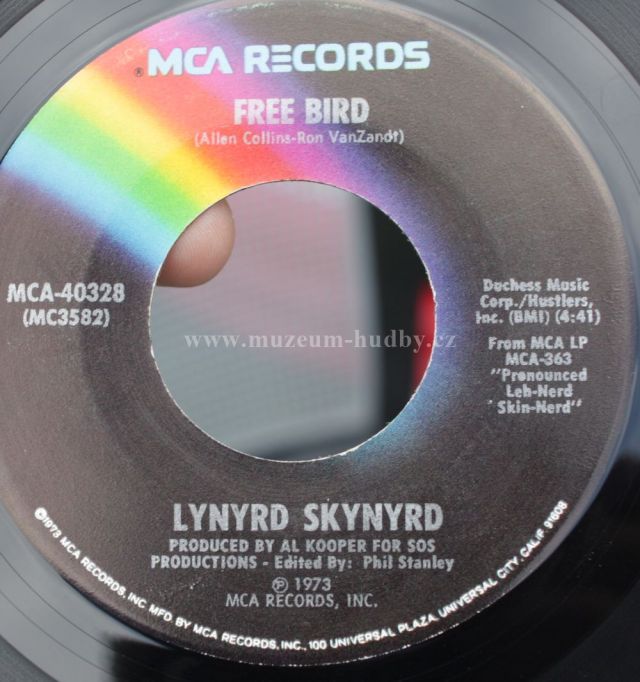 ® MCA RECORDS
FREE BIRD
(Allen Collins-Ron VanZandt)
MCA-40328
(MC3582)
Duchess Music
Corp./Hustlers,
Inc. (BMI) (4:41)
From MCA LP
MCA-363
"Pronounced
Leh-Nerd
Skin-Nerd"
www.muzeum-hudby.cz
LYNYRD SKYNYRD
PRODUCED BY AL KOOPER FOR SOS
PRODUCTIONS - Edited By: Phil Stanley
℗ 1973
MCA RECORDS, INC.
©1973 MCA RECORDS, INC. MFD BY MCA RECORDS, INC., 100 UNIVERSAL PLAZA, UNIVERSAL CITY, CALIF. 91608